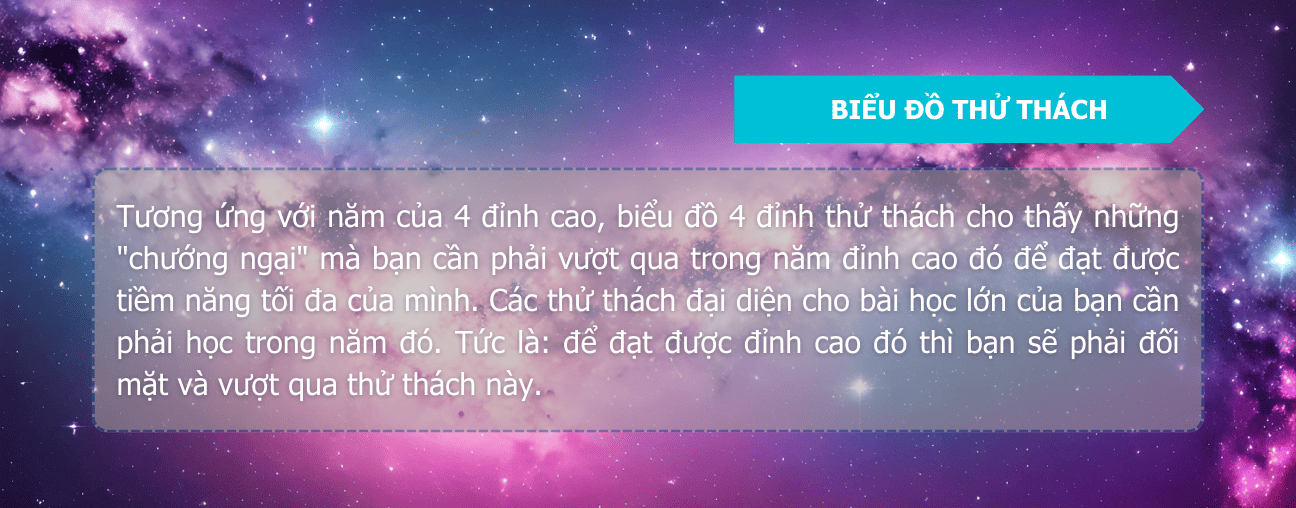 BIỂU ĐỒ THỬ THÁCH
Tương ứng với năm của 4 đỉnh cao, biểu đồ 4 đỉnh thử thách cho thấy những
"chướng ngại" mà bạn cần phải vượt qua trong năm đỉnh cao đó để đạt được
tiềm năng tối đa của mình. Các thử thách đại diện cho bài học lớn của bạn cần
phải học trong năm đó. Tức là: để đạt được đỉnh cao đó thì bạn sẽ phải đối
mặt và vượt qua thử thách này.